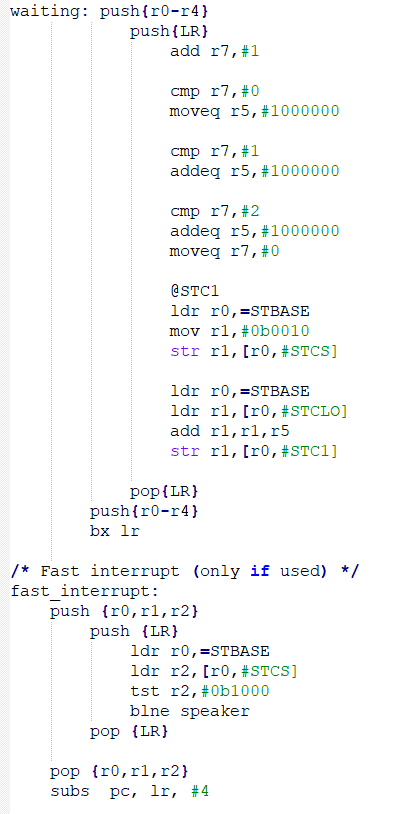 waiting: push{r0-r4}
push{LR}
add r7,#1
cmp r7,#0
moveq r5,#1000000
cmp r7,#1
addeq r5,#1000000
cmp r7,#2
addeq r5,#1000000
moveq r7,#0
@STC1
ldr r0,=STBASE
mov r1,#0b0010
str r1,[r0,#STCS]
ldr r0,=STBASE
ldr r1,[r0,#STCLO]
add r1,r1,r5
str r1,[r0,#STC1]
pop{LR}
push{r0-r4}
bx lr
/* Fast interrupt (only if used) */
fast_interrupt:
push {r0,r1,r2}
push {LR}
ldr r0,=STBASE
ldr r2,[r0,#STCS]
tst r2,#0b1000
blne speaker
pop {LR}
pop {r0,r1,r2}
subs  pc, lr, #4